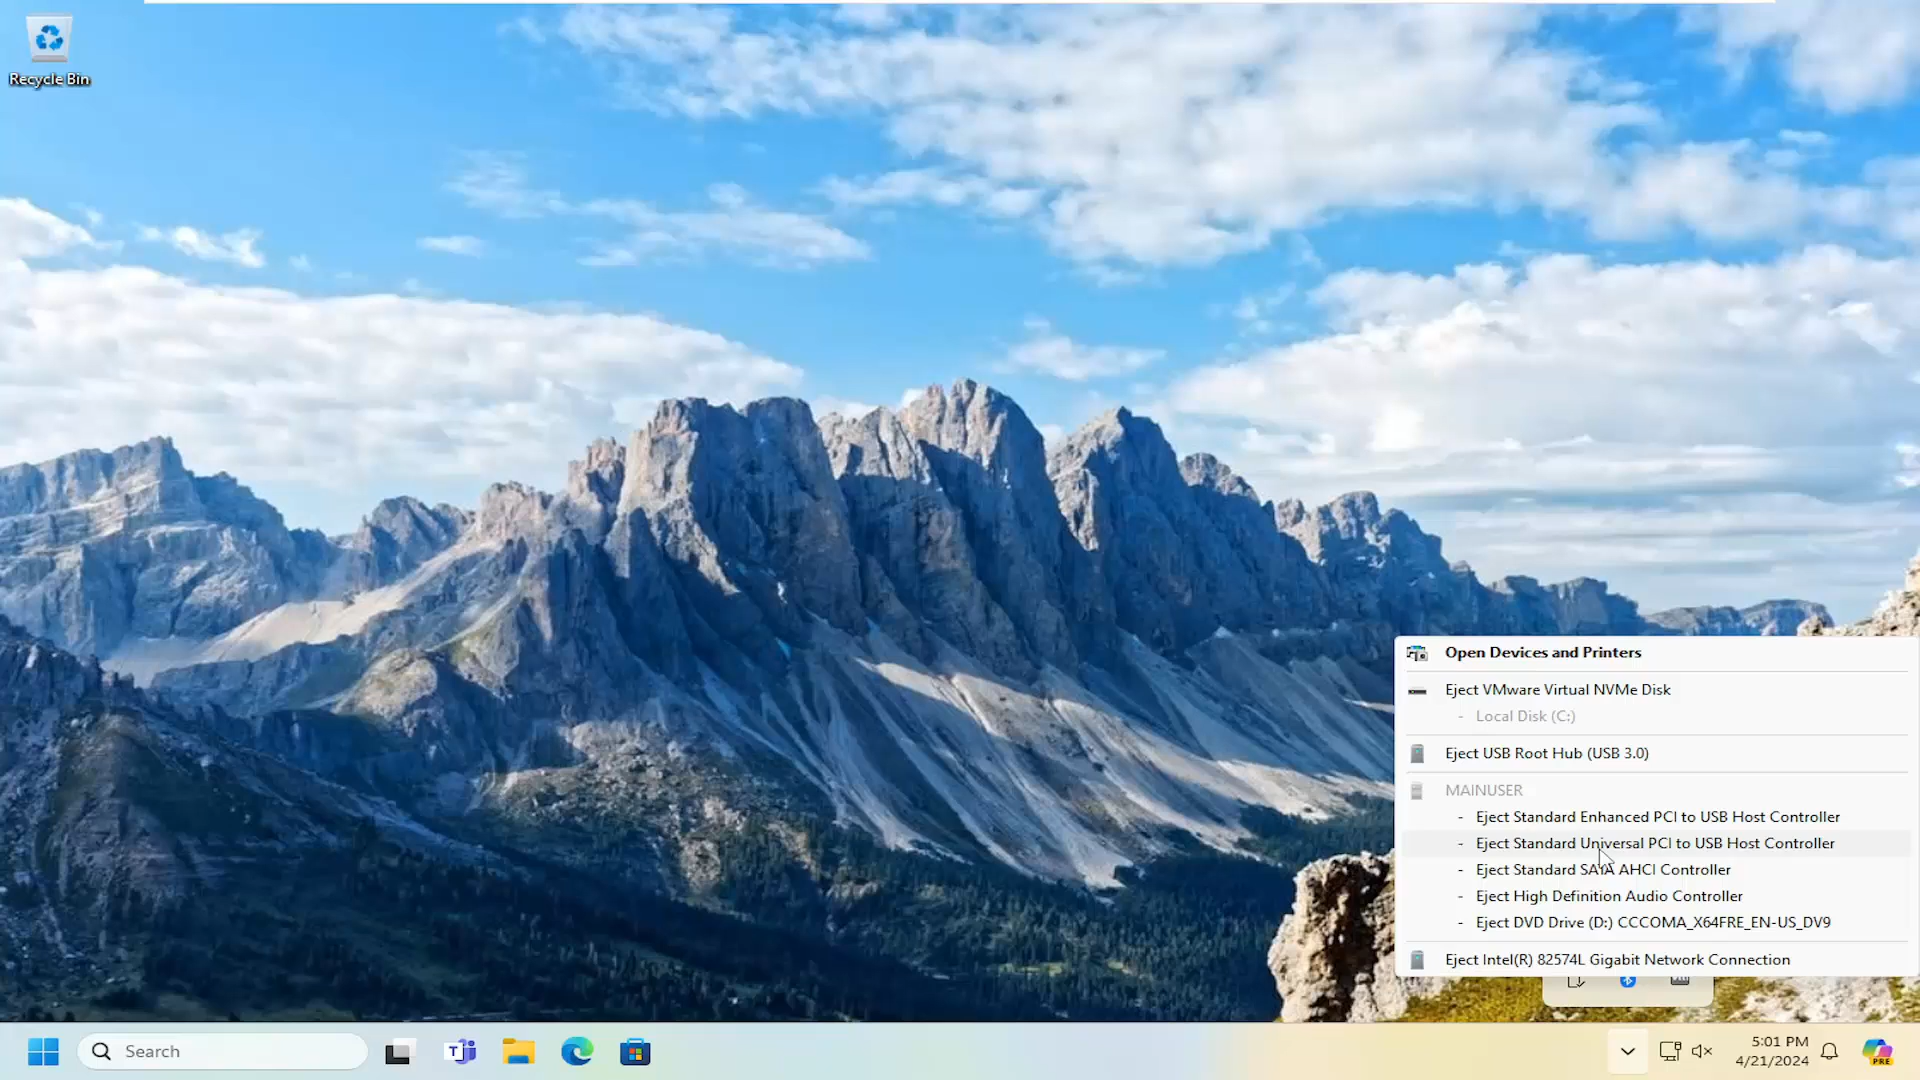 Recycle Bin
Open Devices and Printers
Eject VMware Virtual NVMe Disk
- Local Disk (C:)
Eject USB Root Hub (USB 3.0)
MAINUSER
- Eject Standard Enhanced PCI to USB Host Controller
- Eject Standard Universal PCI to USB Host Controller
- Eject Standard SATA AHCI Controller
- Eject High Definition Audio Controller
- Eject DVD Drive (D:) CCCOMA_X64FRE_EN-US_DV9
Eject Intel(R) 82574L Gigabit Network Connection
Search
5:01 PM
4/21/2024
PRE